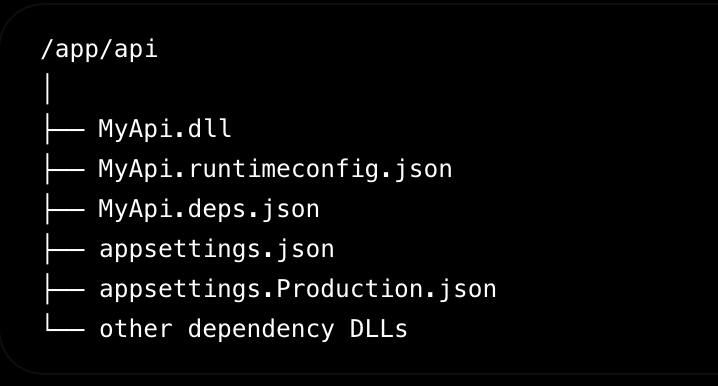 /app/api
│
├── MyApi.dll
├── MyApi.runtimeconfig.json
├── MyApi.deps.json
├── appsettings.json
├── appsettings.Production.json
└── other dependency DLLs